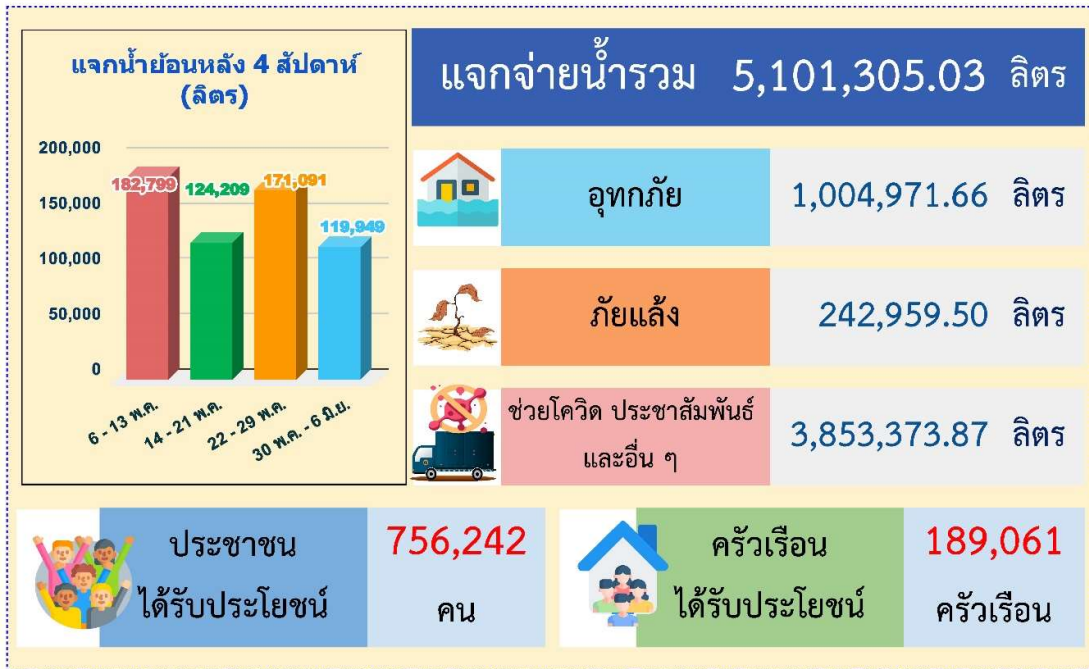 แจกน้ำย้อนหลัง 4 สัปดาห์
(ลิตร)
200,000
150,000
100,000
50,000
0
182,799
124,209
171,091
119,949
6 - 13 พ.ค.
14 - 21 พ.ค.
22 - 29 พ.ค.
30 พ.ค. - 6 มิ.ย.
แจกจ่ายน้ำรวม 5,101,305.03 ลิตร
อุทกภัย 1,004,971.66 ลิตร
ภัยแล้ง 242,959.50 ลิตร
ช่วยโควิด ประชาสัมพันธ์
และอื่น ๆ
3,853,373.87 ลิตร
ประชาชน
ได้รับประโยชน์
756,242
คน
ครัวเรือน
ได้รับประโยชน์
189,061
ครัวเรือน